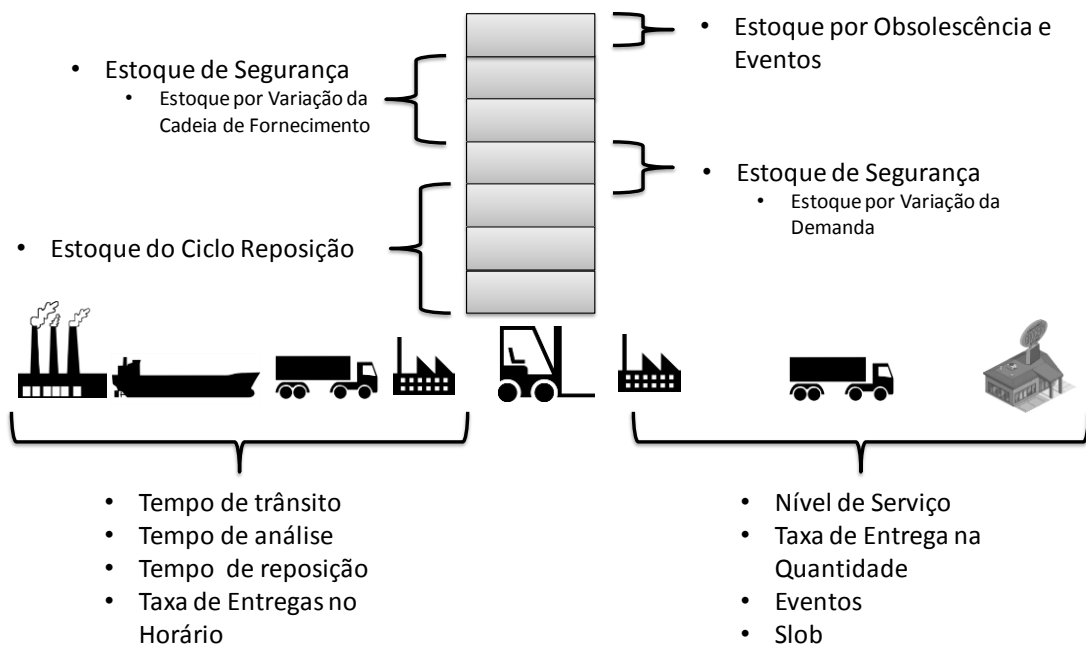 • Estoque por Obsolescência e
Eventos
• Estoque de Segurança
• Estoque por Variação da
Cadeia de Fornecimento
• Estoque de Segurança
• Estoque por Variação da
Demanda
• Estoque do Ciclo Reposição
• Tempo de trânsito
• Tempo de análise
• Tempo de reposição
• Taxa de Entregas no
Horário
• Nível de Serviço
• Taxa de Entrega na
Quantidade
• Eventos
• Slob